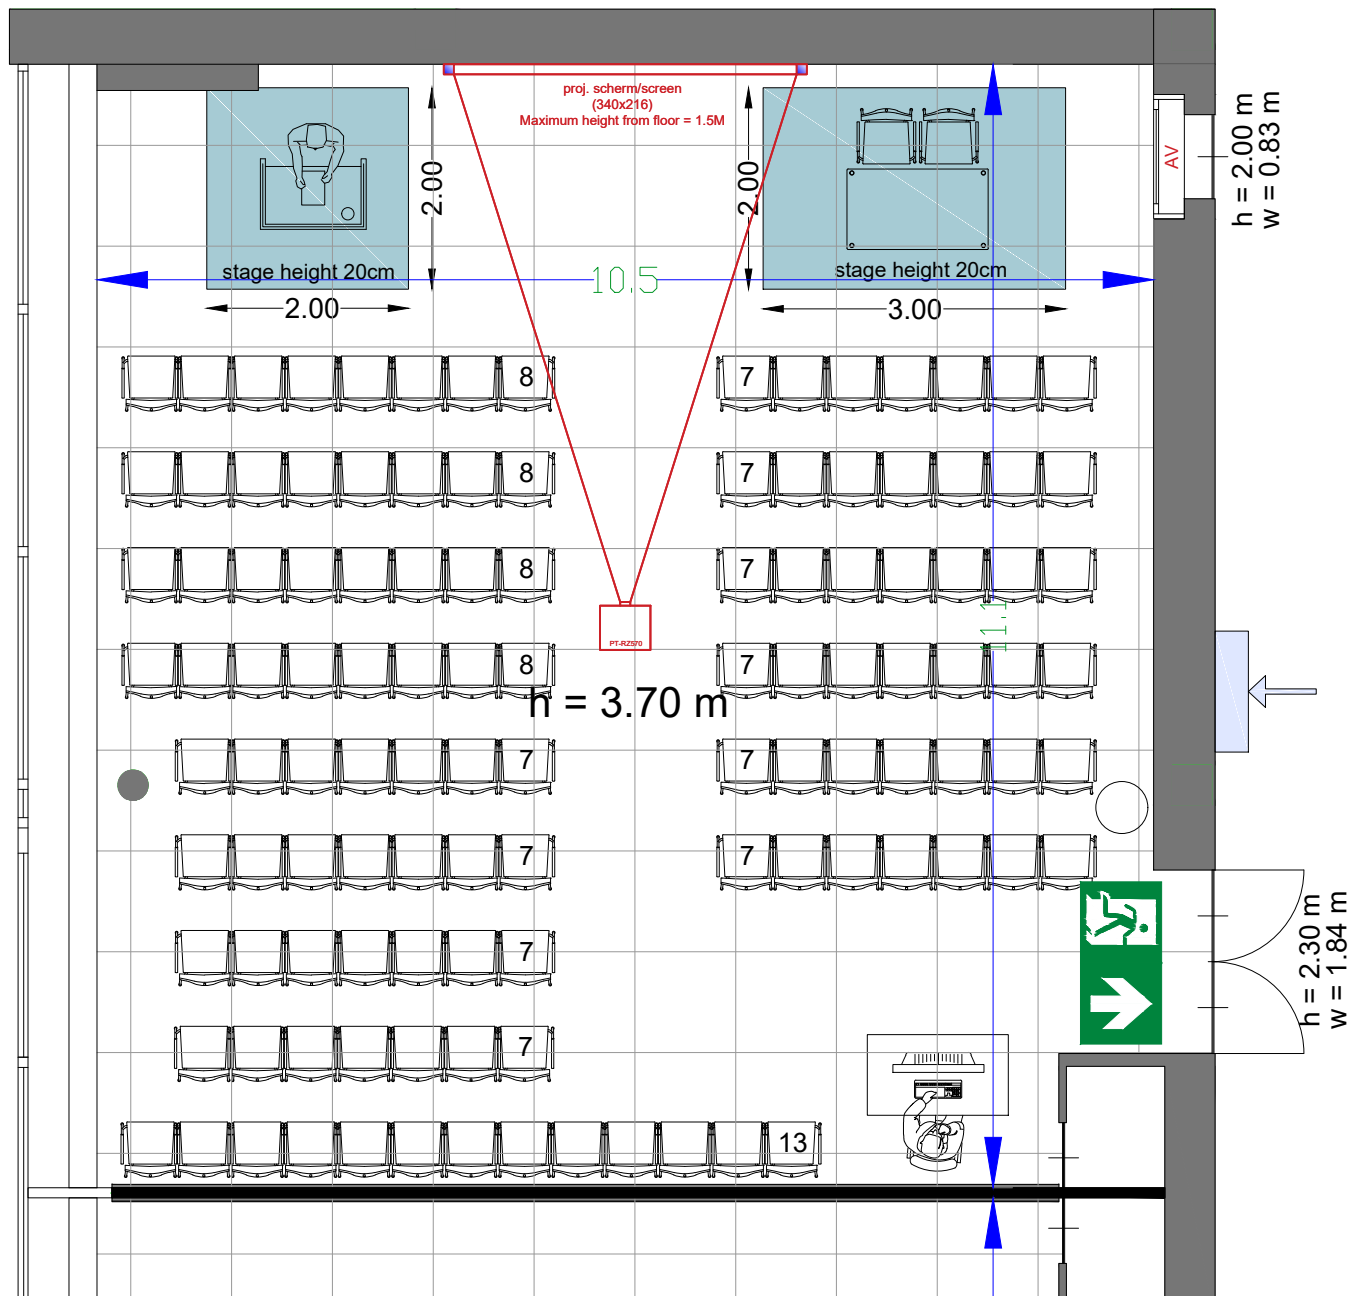 proj. scherm/screen
(340x216)
Maximum height from floor = 1.5M
AV
h = 2.00 m
w = 0.83 m
2.00
2.00
stage height 20cm
10.5
stage height 20cm
2.00
3.00
8
7
8
7
8
7
11.1
PT-RZ570
8
7
h = 3.70 m
7
7
7
7
7
h = 2.30 m
w = 1.84 m
7
13